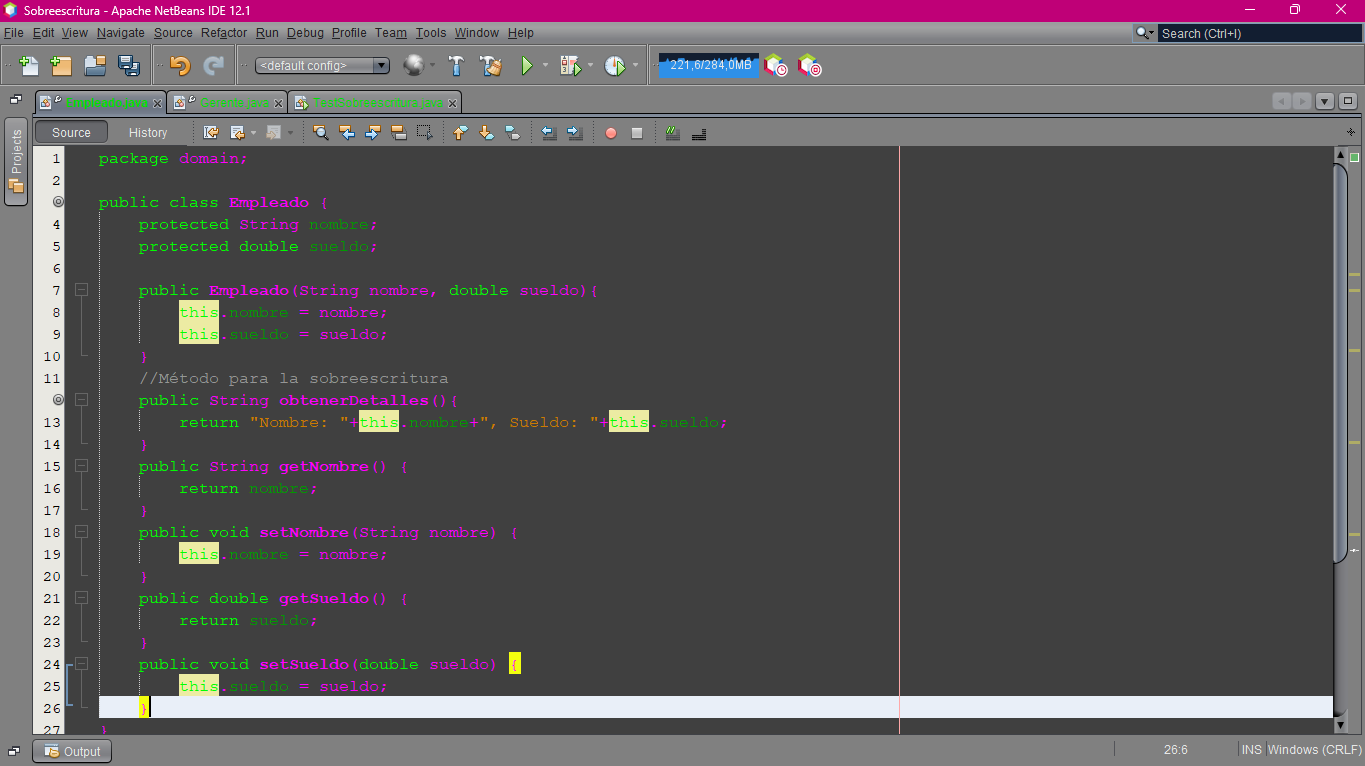 Sobreescritura - Apache NetBeans IDE 12.1
File Edit View Navigate Source Refactor Run Debug Profile Team Tools Window Help
Search (Ctrl+I)
<default config>
221,6/284,0MB
Empleado.java Gerente.java TestSobreescritura.java
Projects
Source History
1 package domain;
2
public class Empleado {
4 protected String nombre;
5 protected double sueldo;
6
7 public Empleado(String nombre, double sueldo){
8 this.nombre = nombre;
9 this.sueldo = sueldo;
10 }
11 //Método para la sobreescritura
public String obtenerDetalles(){
13 return "Nombre: "+this.nombre+", Sueldo: "+this.sueldo;
14 }
15 public String getNombre() {
16 return nombre;
17 }
18 public void setNombre(String nombre) {
19 this.nombre = nombre;
20 }
21 public double getSueldo() {
22 return sueldo;
23 }
24 public void setSueldo(double sueldo) {
25 this.sueldo = sueldo;
26 }
27 }
Output
26:6 INS Windows (CRLF)